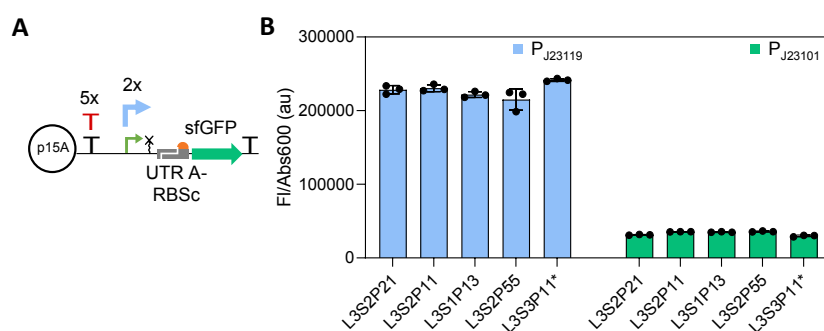 A
5x
2x
sfGFP
p15A
UTR A-
RBSc
B
300000
200000
100000
0
Fl/Abs600 (au)
PJ23119
PJ23101
L3S2P21
L3S2P11
L3S1P13
L3S2P55
L3S3P11*
L3S2P21
L3S2P11
L3S1P13
L3S2P55
L3S3P11*